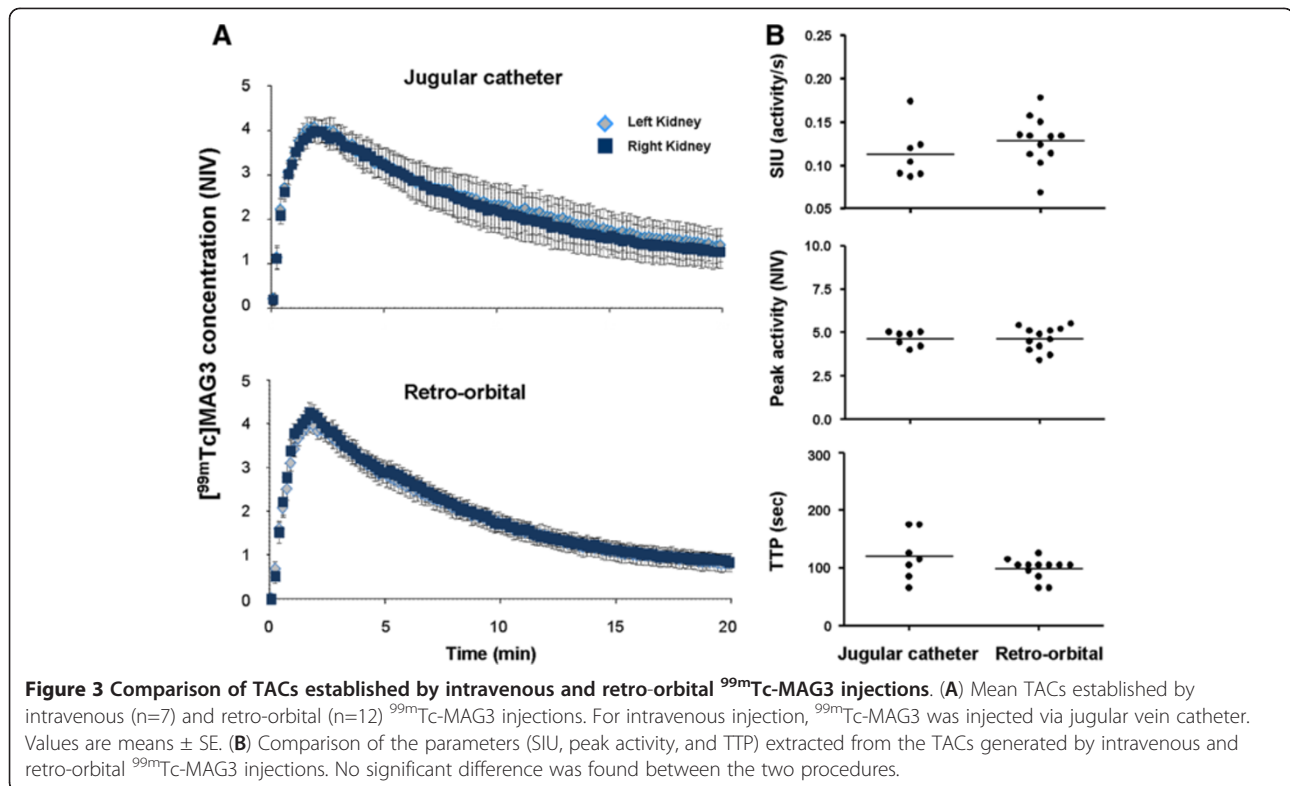 A
B
Jugular catheter
Left Kidney
Right Kidney
[99mTc]MAG3 concentration (NIV)
5
4
3
2
1
0
0
5
10
15
20
Retro-orbital
5
4
3
2
1
0
0
5
10
15
20
Time (min)
SIU (activity/s)
0.25
0.20
0.15
0.10
0.05
Peak activity (NIV)
10.0
7.5
5.0
2.5
0.0
TTP (sec)
300
200
100
0
Jugular catheter
Retro-orbital
Figure 3 Comparison of TACs established by intravenous and retro-orbital 99mTc-MAG3 injections. (A) Mean TACs established by
intravenous (n=7) and retro-orbital (n=12) 99mTc-MAG3 injections. For intravenous injection, 99mTc-MAG3 was injected via jugular vein catheter.
Values are means ± SE. (B) Comparison of the parameters (SIU, peak activity, and TTP) extracted from the TACs generated by intravenous and
retro-orbital 99mTc-MAG3 injections. No significant difference was found between the two procedures.